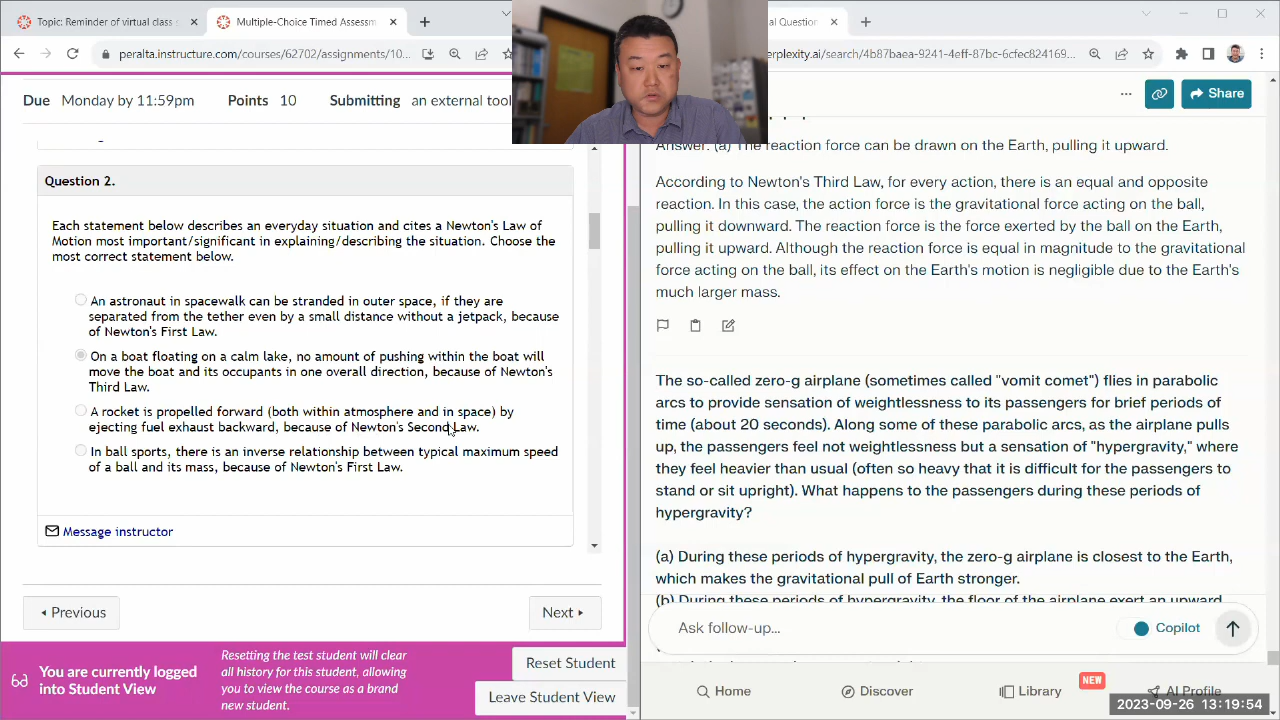 Topic: Reminder of virtual class
Multiple-Choice Timed Assessm
al Question
peralta.instructure.com/courses/62702/assignments/10...
erplexity.ai/search/4b87baea-9241-4eff-87bc-6cfec824169...
Due Monday by 11:59pm Points 10 Submitting an external tool
Share
Question 2.
Each statement below describes an everyday situation and cites a Newton's Law of
Motion most important/significant in explaining/describing the situation. Choose the
most correct statement below.
An astronaut in spacewalk can be stranded in outer space, if they are
separated from the tether even by a small distance without a jetpack, because
of Newton's First Law.
On a boat floating on a calm lake, no amount of pushing within the boat will
move the boat and its occupants in one overall direction, because of Newton's
Third Law.
A rocket is propelled forward (both within atmosphere and in space) by
ejecting fuel exhaust backward, because of Newton's Second Law.
In ball sports, there is an inverse relationship between typical maximum speed
of a ball and its mass, because of Newton's First Law.
Message instructor
Previous
Next
You are currently logged
into Student View
Resetting the test student will clear
all history for this student, allowing
you to view the course as a brand
new student.
Reset Student
Leave Student View
Answer: (a) The reaction force can be drawn on the Earth, pulling it upward.
According to Newton's Third Law, for every action, there is an equal and opposite
reaction. In this case, the action force is the gravitational force acting on the ball,
pulling it downward. The reaction force is the force exerted by the ball on the Earth,
pulling it upward. Although the reaction force is equal in magnitude to the gravitational
force acting on the ball, its effect on the Earth's motion is negligible due to the Earth's
much larger mass.
The so-called zero-g airplane (sometimes called "vomit comet") flies in parabolic
arcs to provide sensation of weightlessness to its passengers for brief periods of
time (about 20 seconds). Along some of these parabolic arcs, as the airplane pulls
up, the passengers feel not weightlessness but a sensation of "hypergravity," where
they feel heavier than usual (often so heavy that it is difficult for the passengers to
stand or sit upright). What happens to the passengers during these periods of
hypergravity?
(a) During these periods of hypergravity, the zero-g airplane is closest to the Earth,
which makes the gravitational pull of Earth stronger.
(b) During these periods of hypergravity, the floor of the airplane exert an upward
Ask follow-up...
Copilot
Home
Discover
Library
NEW
AI Profile
2023-09-26 13:19:54